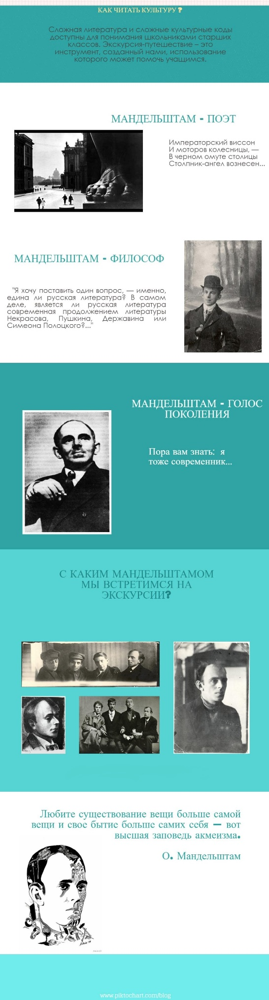 КАК ЧИТАТЬ КУЛЬТУРУ?
Сложная литература и сложные культурные коды
доступны для понимания школьниками старших
классов. Экскурсия-путешествие – это
инструмент, созданный нами, использование
которого может помочь учащимся.
МАНДЕЛЬШТАМ - ПОЭТ
Императорский виссон
И моторов колесницы, —
В черном омуте столицы
Столпник-ангел вознесен...
МАНДЕЛЬШТАМ - ФИЛОСОФ
"Я хочу поставить один вопрос, — именно,
едина ли русская литература? В самом
деле, является ли русская литература
современная продолжением литературы
Некрасова, Пушкина, Державина или
Симеона Полоцкого?..."
МАНДЕЛЬШТАМ - ГОЛОС
ПОКОЛЕНИЯ
Пора вам знать: я
тоже современник...
С КАКИМ МАНДЕЛЬШТАМОМ
МЫ ВСТРЕТИМСЯ НА
ЭКСКУРСИИ?
Любите существование вещи больше самой
вещи и свое бытие больше самих себя — вот
высшая заповедь акмеизма.
О. Мандельштам
www.piktochart.com/blog